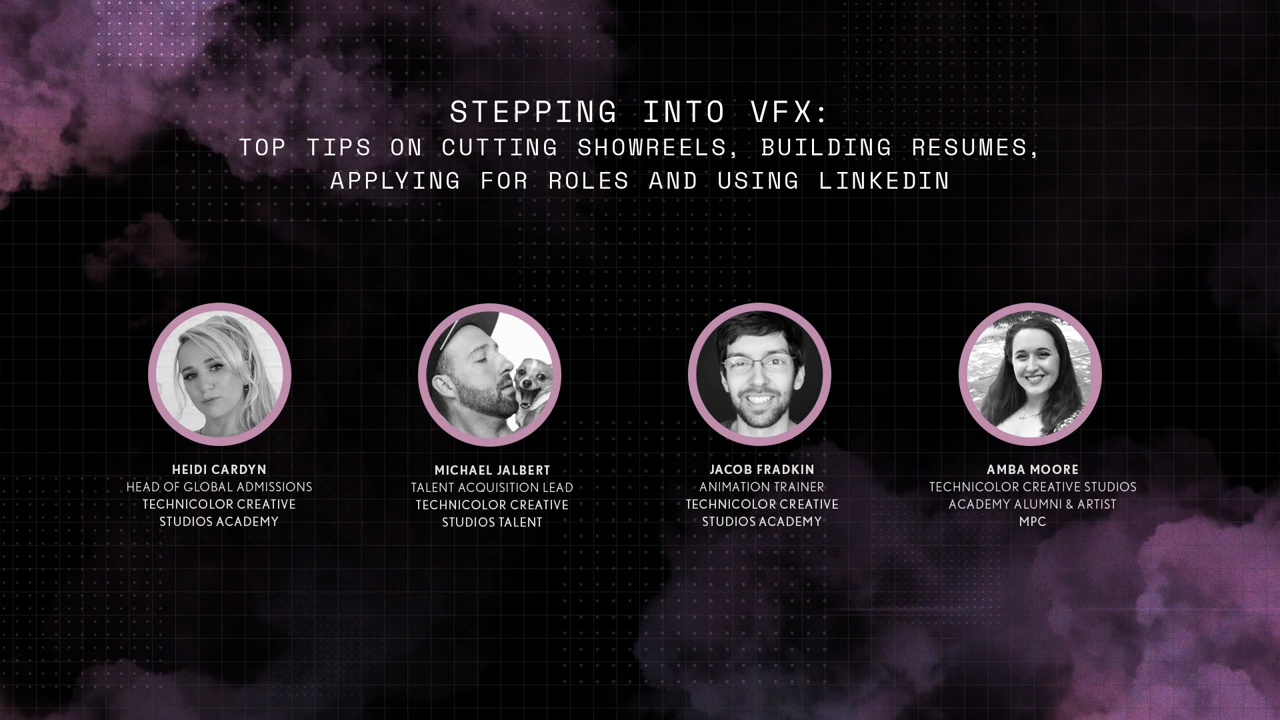 STEPPING INTO VFX:
TOP TIPS ON CUTTING SHOWREELS, BUILDING RESUMES,
APPLYING FOR ROLES AND USING LINKEDIN
HEIDI CARDYN
HEAD OF GLOBAL ADMISSIONS
TECHNICOLOR CREATIVE
STUDIOS ACADEMY
MICHAEL JALBERT
TALENT ACQUISITION LEAD
TECHNICOLOR CREATIVE
STUDIOS TALENT
JACOB FRADKIN
ANIMATION TRAINER
TECHNICOLOR CREATIVE
STUDIOS ACADEMY
AMBA MOORE
TECHNICOLOR CREATIVE STUDIOS
ACADEMY ALUMNI & ARTIST
MPC